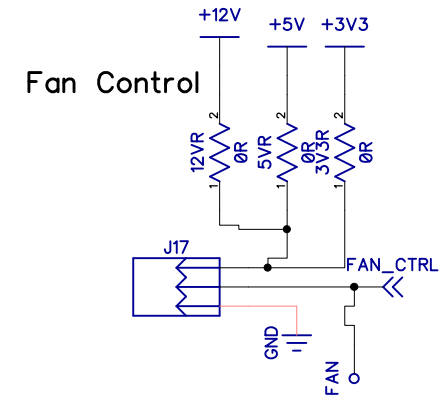 +12V
+5V
+3V3
Fan Control
2
2
2
12VR
0R
5VR
0R
3V3R
0R
1
1
1
J17
FAN_CTRL
GND
FAN